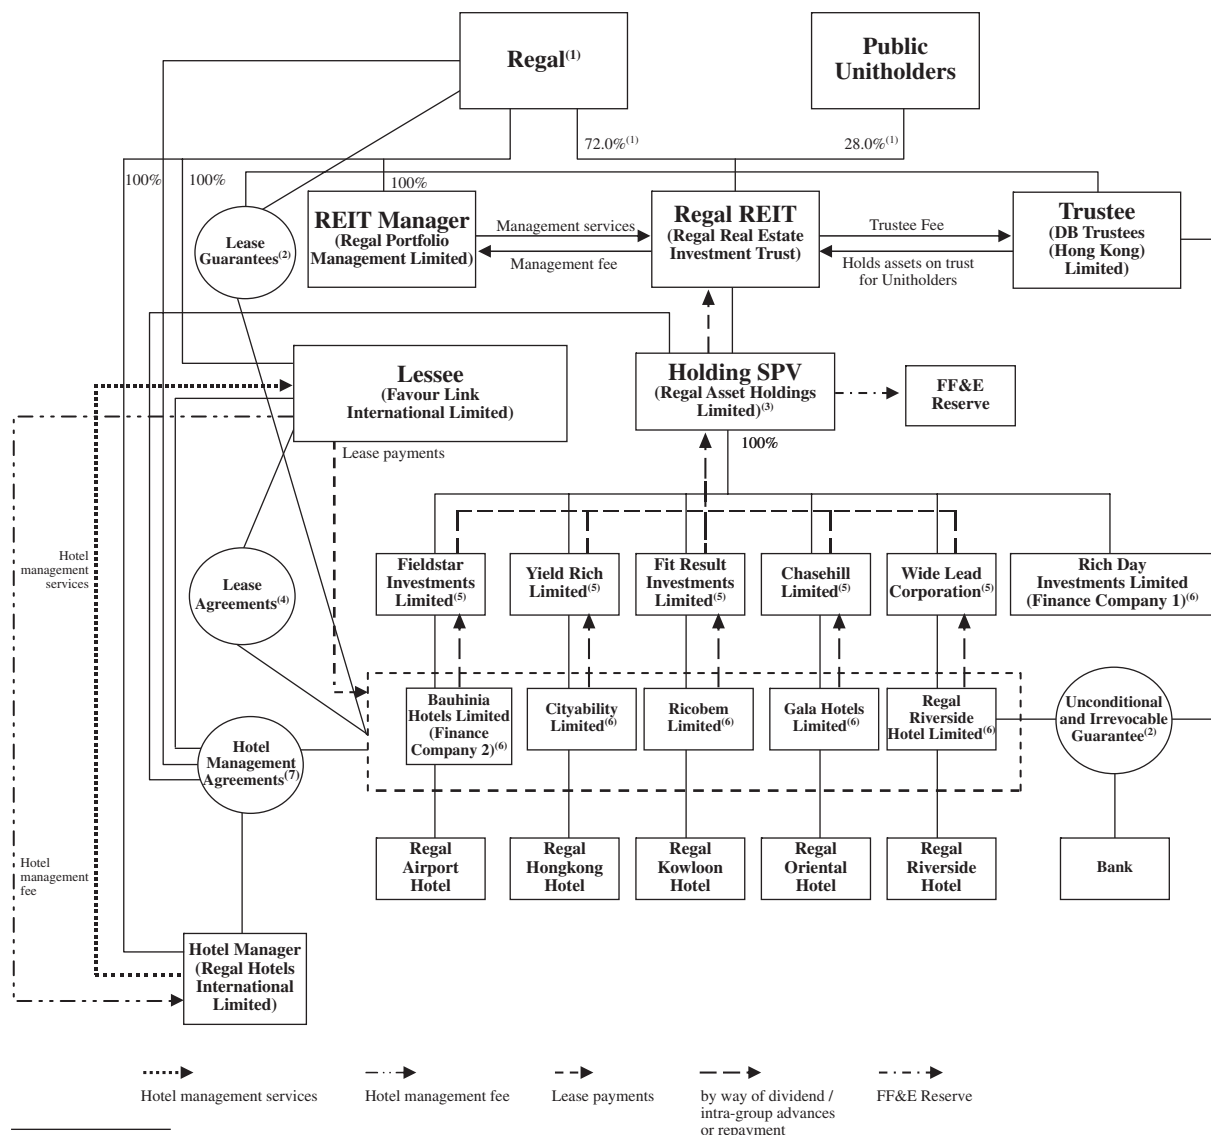 Regal(1)
Public
Unitholders
72.0%(1)
28.0%(1)
100%
100%
100%
Lease
Guarantees(2)
REIT Manager
(Regal Portfolio
Management Limited)
Management services
Management fee
Regal REIT
(Regal Real Estate
Investment Trust)
Trustee Fee
Holds assets on trust
for Unitholders
Trustee
(DB Trustees
(Hong Kong)
Limited)
Lessee
(Favour Link
International Limited)
Holding SPV
(Regal Asset Holdings
Limited)(3)
FF&E
Reserve
Lease payments
100%
Hotel
management
services
Lease
Agreements(4)
Fieldstar
Investments
Limited(5)
Yield Rich
Limited(5)
Fit Result
Investments
Limited(5)
Chasehill
Limited(5)
Wide Lead
Corporation(5)
Rich Day
Investments Limited
(Finance Company 1)(6)
Bauhinia
Hotels Limited
(Finance
Company 2)(6)
Cityability
Limited(6)
Ricobem
Limited(6)
Gala Hotels
Limited(6)
Regal
Riverside
Hotel Limited(6)
Unconditional
and Irrevocable
Guarantee(2)
Hotel
Management
Agreements(7)
Hotel
management
fee
Regal
Airport
Hotel
Regal
Hongkong
Hotel
Regal
Kowloon
Hotel
Regal
Oriental
Hotel
Regal
Riverside
Hotel
Bank
Hotel Manager
(Regal Hotels
International
Limited)
Hotel management services
Hotel management fee
Lease payments
by way of dividend /
intra-group advances
or repayment
FF&E Reserve